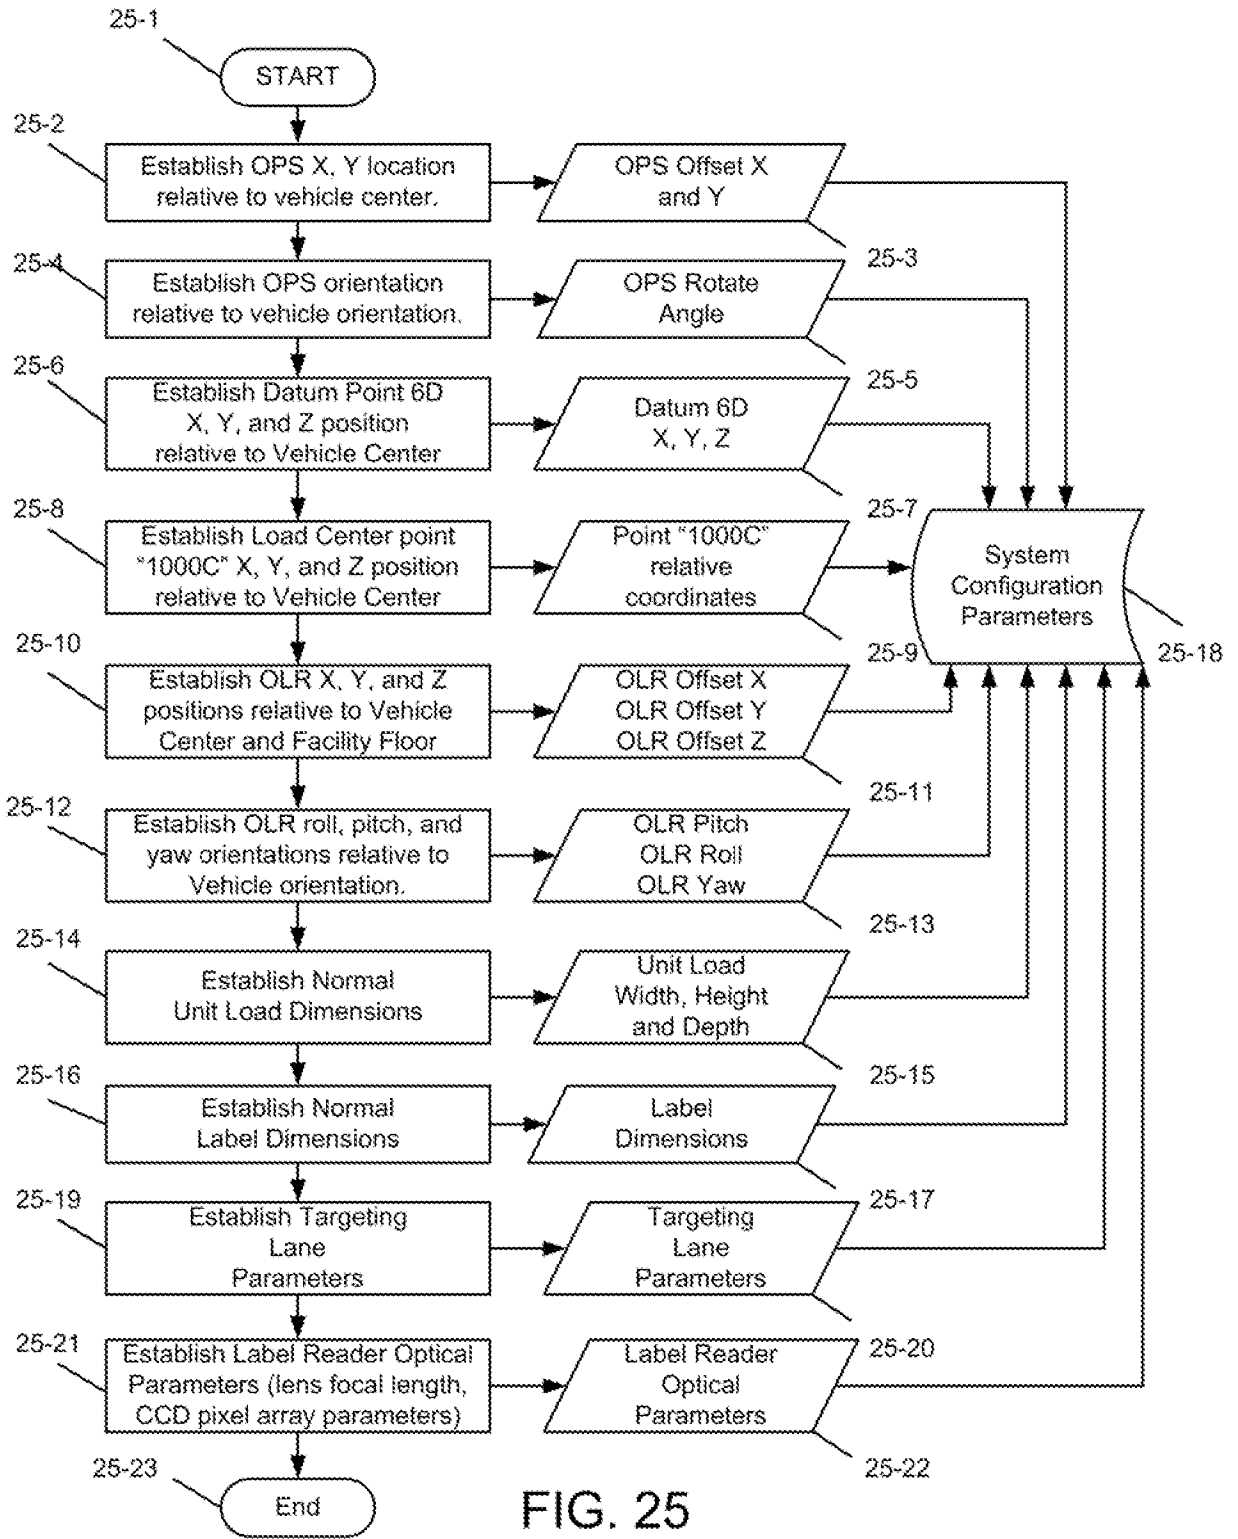 25-1
START
25-2
Establish OPS X, Y location
relative to vehicle center.
OPS Offset X
and Y
25-3
25-4
Establish OPS orientation
relative to vehicle orientation.
OPS Rotate
Angle
25-5
25-6
Establish Datum Point 6D
X, Y, and Z position
relative to Vehicle Center
Datum 6D
X, Y, Z
25-7
25-8
Establish Load Center point
"1000C" X, Y, and Z position
relative to Vehicle Center
Point "1000C"
relative
coordinates
25-9
System
Configuration
Parameters
25-18
25-10
Establish OLR X, Y, and Z
positions relative to Vehicle
Center and Facility Floor
OLR Offset X
OLR Offset Y
OLR Offset Z
25-11
25-12
Establish OLR roll, pitch, and
yaw orientations relative to
Vehicle orientation.
OLR Pitch
OLR Roll
OLR Yaw
25-13
25-14
Establish Normal
Unit Load Dimensions
Unit Load
Width, Height
and Depth
25-15
25-16
Establish Normal
Label Dimensions
Label
Dimensions
25-17
25-19
Establish Targeting
Lane
Parameters
Targeting
Lane
Parameters
25-20
25-21
Establish Label Reader Optical
Parameters (lens focal length,
CCD pixel array parameters)
Label Reader
Optical
Parameters
25-22
25-23
End
FIG. 25